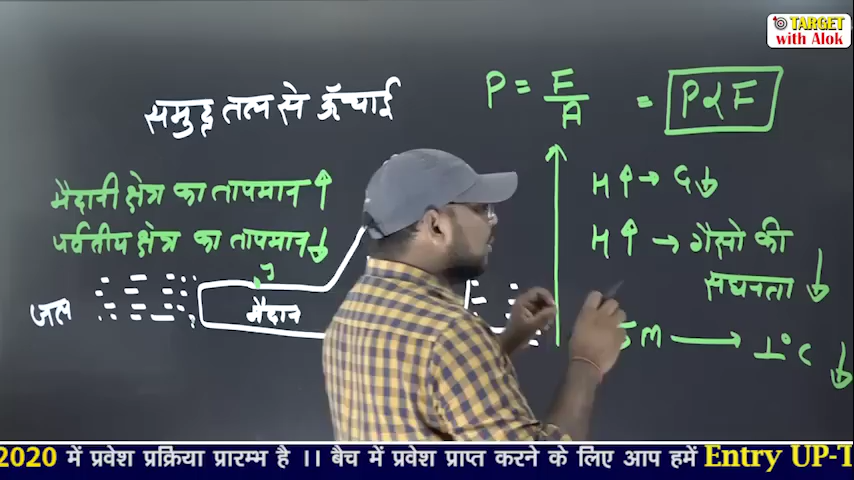 TARGET
with Alok
समुद्र तल से ऊँचाई
P = F/A = P∝F
मैदानी क्षेत्र का तापमान ↑
पर्वतीय क्षेत्र का तापमान ↓
H ↑ → G ↓
H ↑ → गैसो की
सघनता ↓
जल
मैदान
5 M → 1°C ↓
2020 में प्रवेश प्रक्रिया प्रारम्भ है ।। बैच में प्रवेश प्राप्त करने के लिए आप हमें Entry UP-T